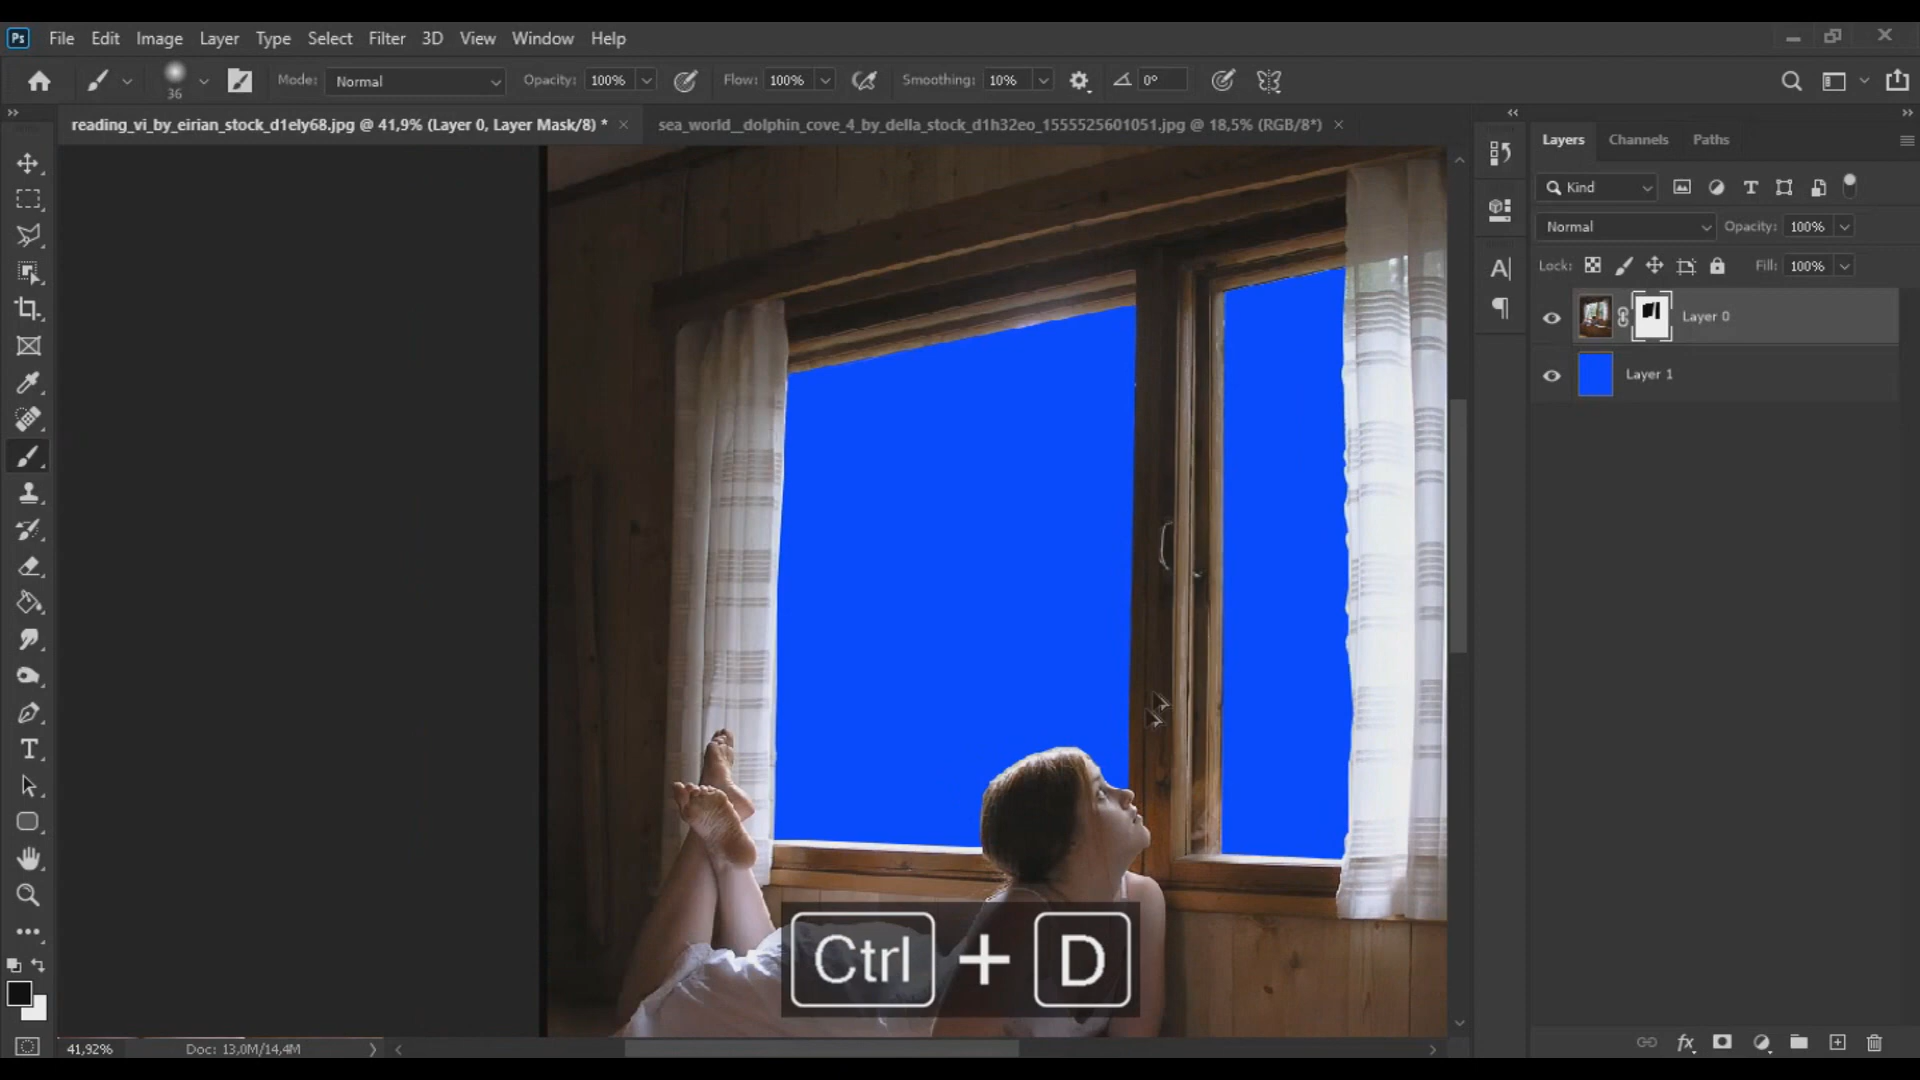 Ps File Edit Image Layer Type Select Filter 3D View Window Help
36 Mode: Normal Opacity: 100% Flow: 100% Smoothing: 10% 0°
reading_vi_by_eirian_stock_d1ely68.jpg @ 41,9% (Layer 0, Layer Mask/8) * × sea_world__dolphin_cove_4_by_della_stock_d1h32eo_1555525601051.jpg @ 18,5% (RGB/8*) ×
Layers Channels Paths
Kind
Normal Opacity: 100%
Lock: Fill: 100%
Layer 0
Layer 1
Ctrl + D
41,92% Doc: 13,0M/14,4M